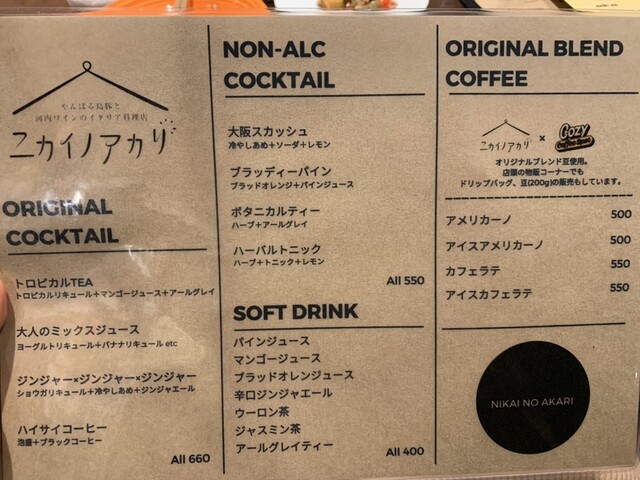 やんばる島豚と
河内ワインのイタリア料理店
ニカイノアカリ
ORIGINAL
COCKTAIL
トロピカルTEA
トロピカルリキュール+マンゴージュース+アールグレイ
大人のミックスジュース
ヨーグルトリキュール+バナナリキュール etc
ジンジャー×ジンジャー×ジンジャー
ショウガリキュール+冷やしあめ+ジンジャエール
ハイサイコーヒー
泡盛+ブラックコーヒー
All 660
NON-ALC
COCKTAIL
大阪スカッシュ
冷やしあめ+ソーダ+レモン
ブラッディーパイン
ブラッドオレンジ+パインジュース
ボタニカルティー
ハーブ+アールグレイ
ハーバルトニック
ハーブ+トニック+レモン
All 550
SOFT DRINK
パインジュース
マンゴージュース
ブラッドオレンジジュース
辛口ジンジャエール
ウーロン茶
ジャスミン茶
アールグレイティー
All 400
ORIGINAL BLEND
COFFEE
ニカイノアカリ × COZY
オリジナルブレンド豆使用。
店頭の物販コーナーでも
ドリップバッグ、豆(200g)の販売もしています。
アメリカーノ 500
アイスアメリカーノ 500
カフェラテ 550
アイスカフェラテ 550
NIKAI NO AKARI